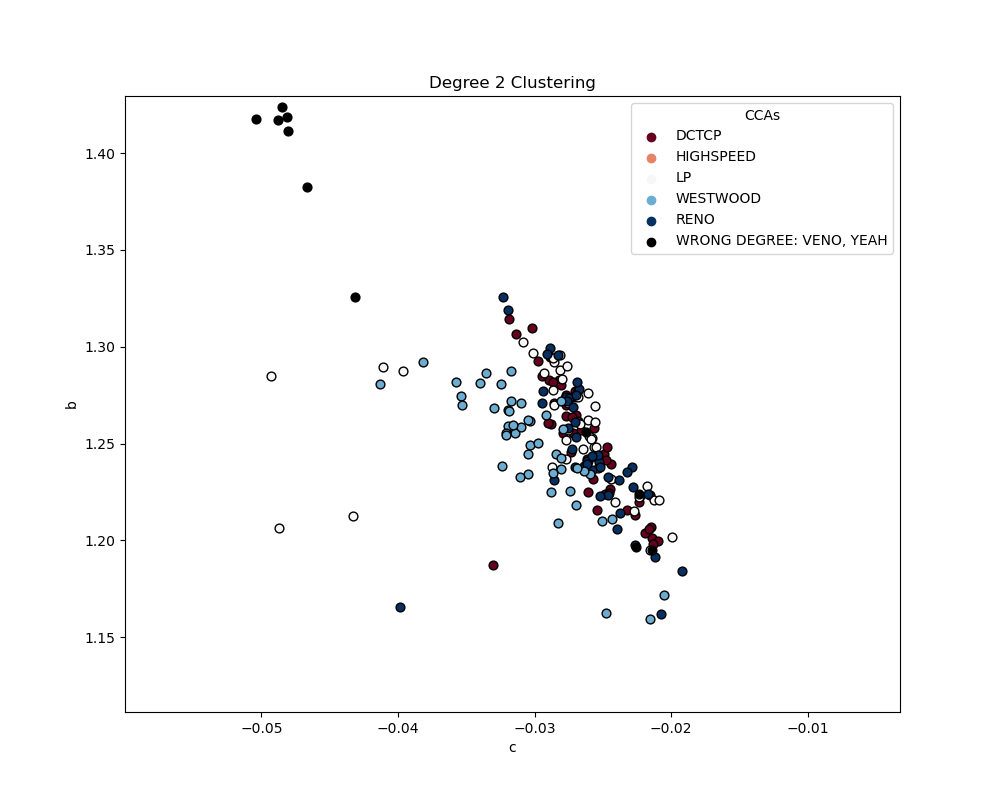 Degree 2 Clustering
CCAs
DCTCP
HIGHSPEED
LP
WESTWOOD
RENO
WRONG DEGREE: VENO, YEAH
1.40
1.35
1.30
1.25
1.20
1.15
b
−0.05
−0.04
−0.03
−0.02
−0.01
c